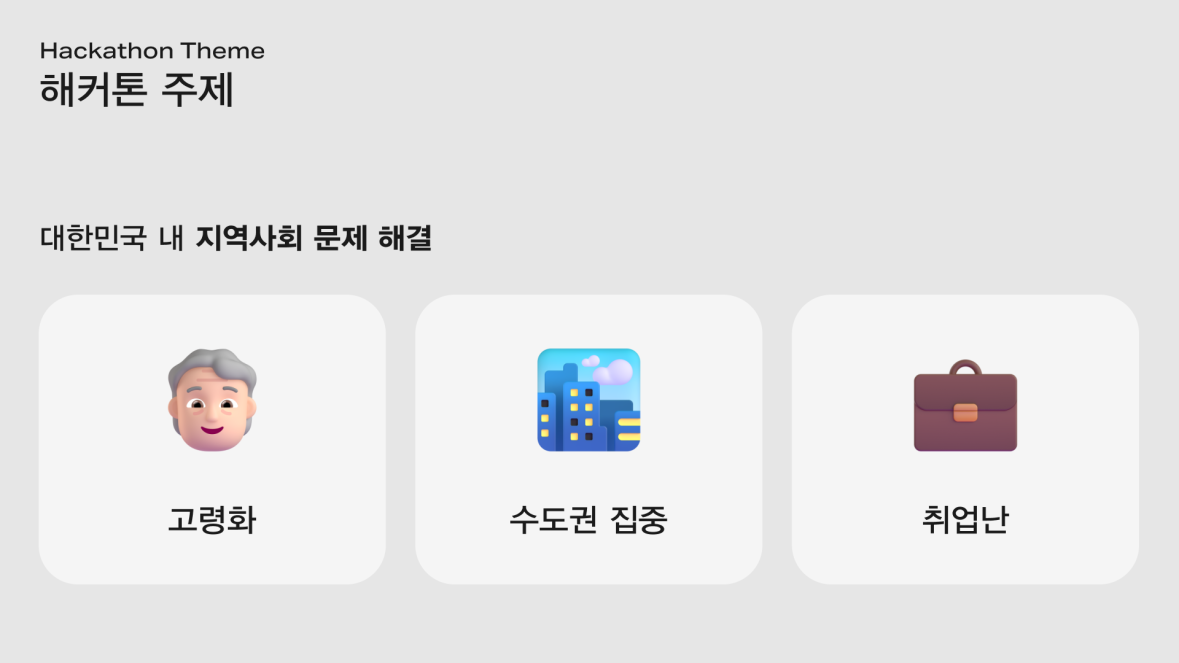 Hackathon Theme
해커톤 주제
대한민국 내 지역사회 문제 해결
고령화
수도권 집중
취업난